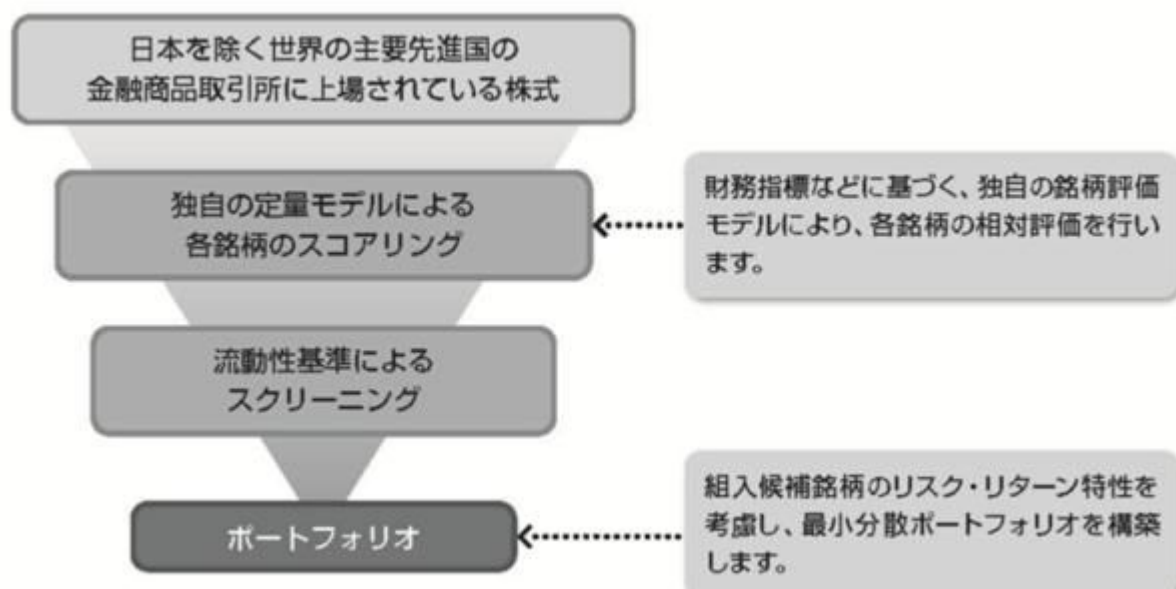 日本を除く世界の主要先進国の
金融商品取引所に上場されている株式
独自の定量モデルによる
各銘柄のスコアリング
財務指標などに基づく、独自の銘柄評価
モデルにより、各銘柄の相対評価を行い
ます。
流動性基準による
スクリーニング
ポートフォリオ
組入候補銘柄のリスク・リターン特性を
考慮し、最小分散ポートフォリオを構築
します。